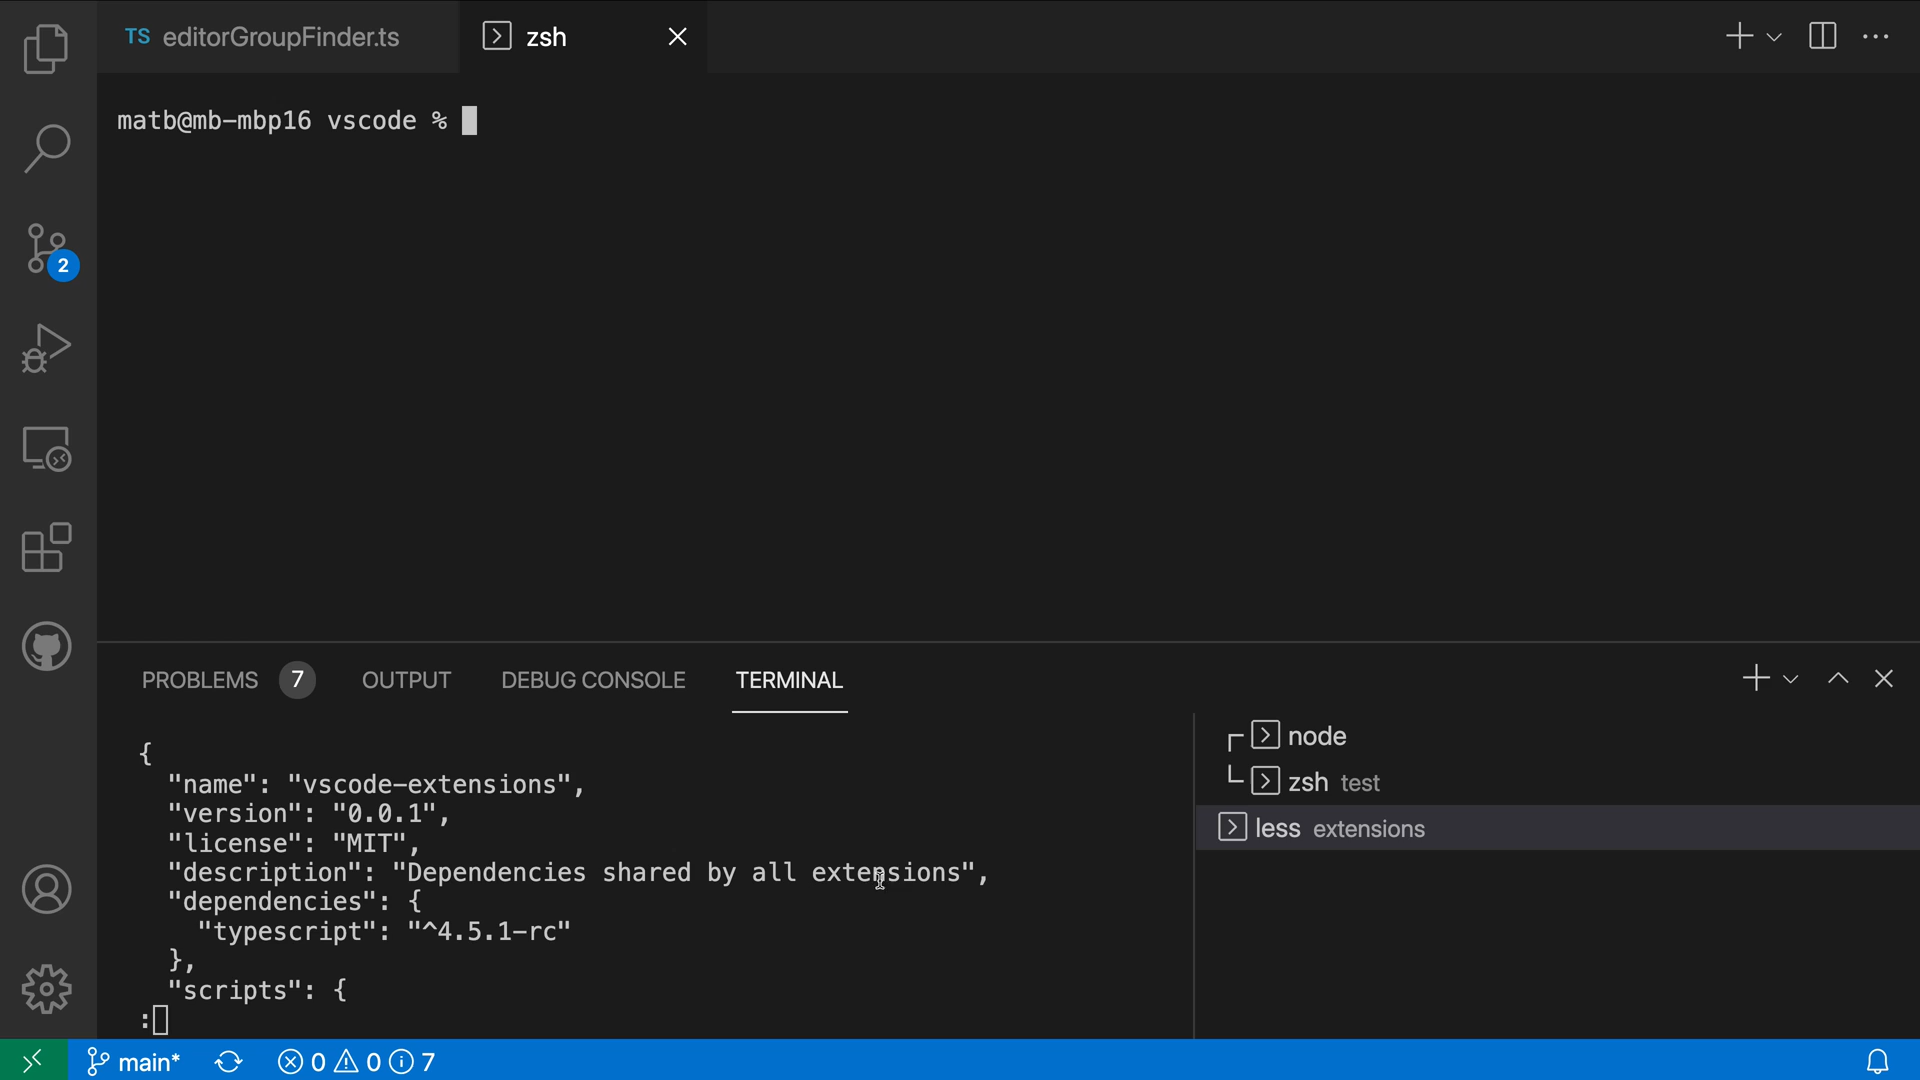 TS editorGroupFinder.ts
zsh
matb@mb-mbp16 vscode %
2
PROBLEMS 7 OUTPUT DEBUG CONSOLE TERMINAL
{
"name": "vscode-extensions",
"version": "0.0.1",
"license": "MIT",
"description": "Dependencies shared by all extensions",
"dependencies": {
"typescript": "^4.5.1-rc"
},
"scripts": {
:
node
zsh test
less extensions
main* 0 0 7